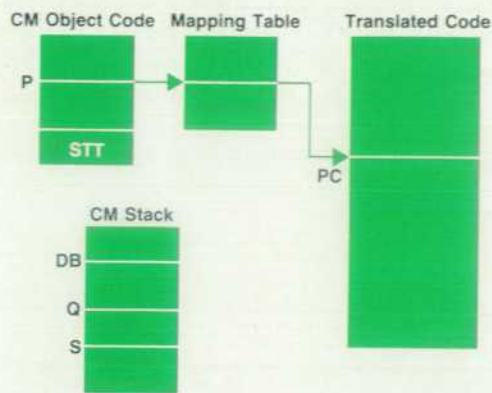 CM Object Code
Mapping Table
Translated Code
P
STT
PC
CM Stack
DB
Q
S